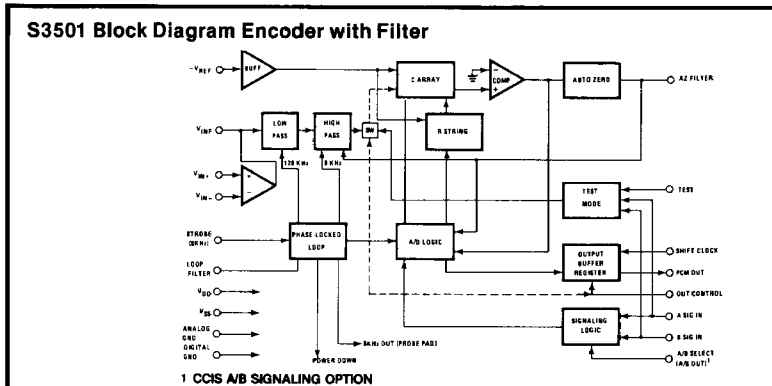 S3501 Block Diagram Encoder with Filter
-VREF
BUFF
C ARRAY
-
COMP
+
AUTO ZERO
AZ FILTER
VINF
LOW PASS
HIGH PASS
SW
R STRING
128 KHz
8 KHz
VIN+
+
VIN-
-
TEST MODE
TEST
STROBE (8KHz)
PHASE-LOCKED LOOP
A/D LOGIC
OUTPUT BUFFER REGISTER
SHIFT CLOCK
PCM OUT
LOOP FILTER
OUT CONTROL
VDD
VSS
SIGNALING LOGIC
A SIG IN
B SIG IN
ANALOG GND
DIGITAL GND
8KHz OUT (PROBE PAD)
POWER DOWN
A/B SELECT (A/B OUT)1
1 CCIS A/B SIGNALING OPTION